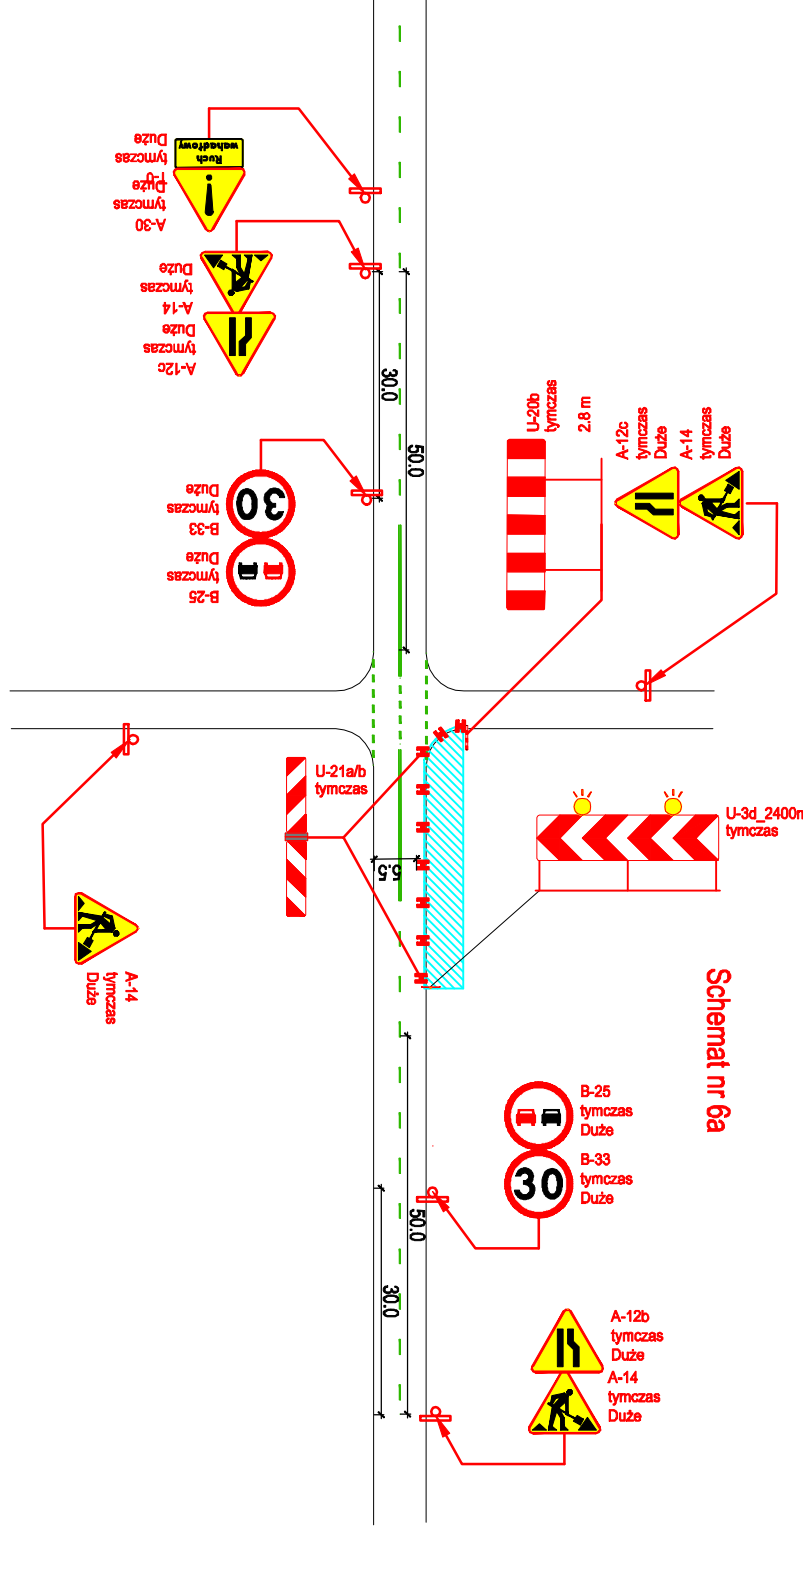 Ruch
wahadłowy
T-0
tymczas
Duże
A-30
tymczas
Duże
A-14
tymczas
Duże
A-12c
tymczas
Duże
30.0
50.0
30
B-33
tymczas
Duże
B-25
tymczas
Duże
U-20b
tymczas
2.8 m
A-12c
tymczas
Duże
A-14
tymczas
Duże
U-21a/b
tymczas
5.5
U-3d_2400m
tymczas
A-14
tymczas
Duże
Schemat nr 6a
B-25
tymczas
Duże
B-33
tymczas
Duże
30
50.0
30.0
A-12b
tymczas
Duże
A-14
tymczas
Duże